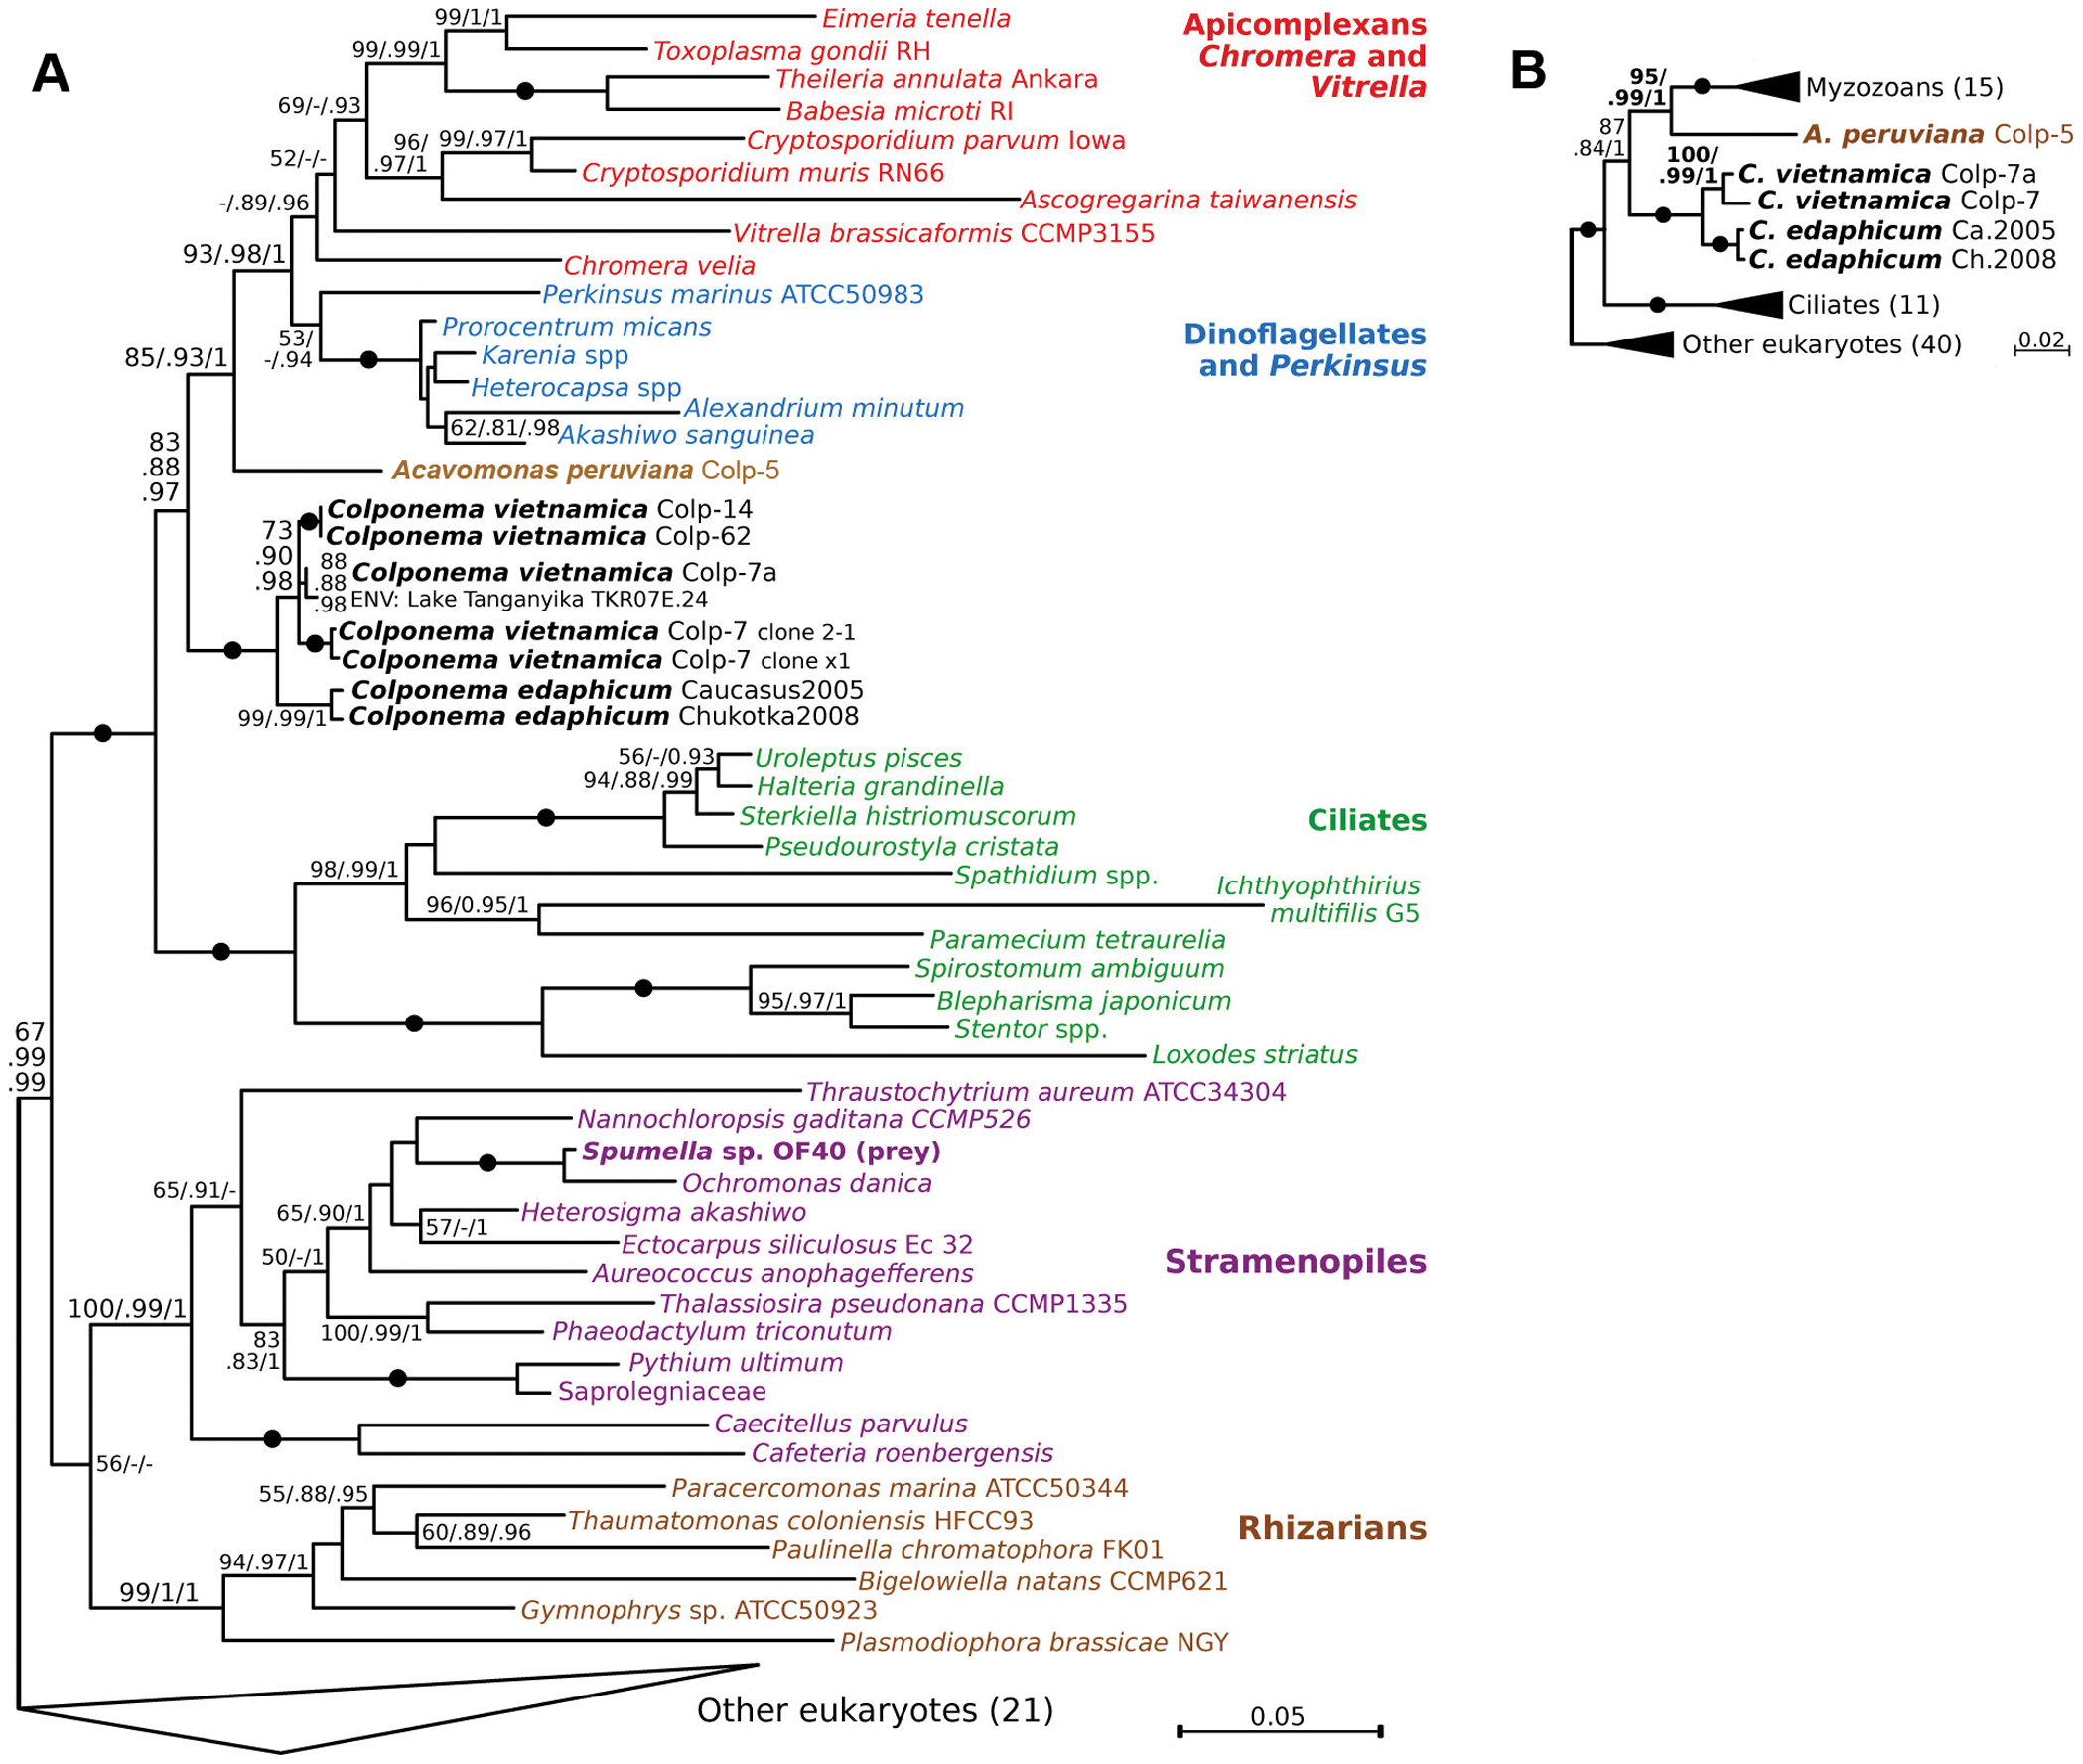 A
99/1/1
Eimeria tenella
99/.99/1
Toxoplasma gondii RH
Theileria annulata Ankara
69/-/.93
Babesia microti RI
96/
.97/1
99/.97/1
Cryptosporidium parvum Iowa
52/-/-
Cryptosporidium muris RN66
-/.89/.96
Ascogregarina taiwanensis
Vitrella brassicaformis CCMP3155
93/.98/1
Chromera velia
Apicomplexans
Chromera and
Vitrella
Perkinsus marinus ATCC50983
53/
-/.94
Prorocentrum micans
Karenia spp
85/.93/1
Heterocapsa spp
Alexandrium minutum
62/.81/.98
Akashiwo sanguinea
Dinoflagellates
and Perkinsus
83
.88
.97
Acavomonas peruviana Colp-5
Colponema vietnamica Colp-14
Colponema vietnamica Colp-62
73
.90
.98
88
.88
.98
Colponema vietnamica Colp-7a
ENV: Lake Tanganyika TKR07E.24
Colponema vietnamica Colp-7 clone 2-1
Colponema vietnamica Colp-7 clone x1
Colponema edaphicum Caucasus2005
99/.99/1
Colponema edaphicum Chukotka2008
56/-/0.93
Uroleptus pisces
94/.88/.99
Halteria grandinella
Sterkiella histriomuscorum
Ciliates
Pseudourostyla cristata
98/.99/1
Spathidium spp.
96/0.95/1
Ichthyophthirius
multifilis G5
Paramecium tetraurelia
Spirostomum ambiguum
95/.97/1
Blepharisma japonicum
Stentor spp.
Loxodes striatus
67
.99
.99
Thraustochytrium aureum ATCC34304
Nannochloropsis gaditana CCMP526
Spumella sp. OF40 (prey)
65/.91/-
Ochromonas danica
65/.90/1
Heterosigma akashiwo
57/-/1
50/-/1
Ectocarpus siliculosus Ec 32
Stramenopiles
Aureococcus anophagefferens
100/.99/1
Thalassiosira pseudonana CCMP1335
100/.99/1
Phaeodactylum triconutum
83
.83/1
Pythium ultimum
Saprolegniaceae
Caecitellus parvulus
Cafeteria roenbergensis
56/-/-
55/.88/.95
Paracercomonas marina ATCC50344
Thaumatomonas coloniensis HFCC93
60/.89/.96
Rhizarians
Paulinella chromatophora FK01
94/.97/1
Bigelowiella natans CCMP621
99/1/1
Gymnophrys sp. ATCC50923
Plasmodiophora brassicae NGY
Other eukaryotes (21)
0.05
B
95/
.99/1
Myzozoans (15)
87
.84/1
A. peruviana Colp-5
100/
.99/1
C. vietnamica Colp-7a
C. vietnamica Colp-7
C. edaphicum Ca.2005
C. edaphicum Ch.2008
Ciliates (11)
Other eukaryotes (40)
0.02